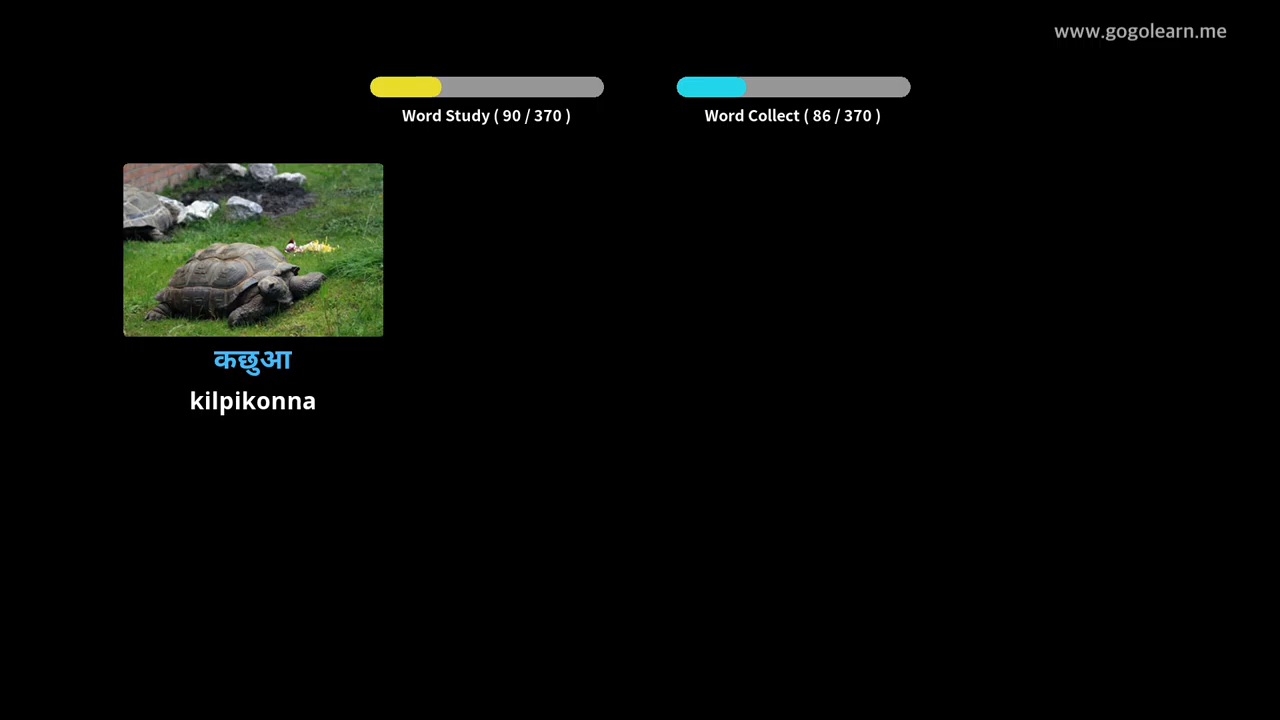 www.gogolearn.me
Word Study ( 90 / 370 )
Word Collect ( 86 / 370 )
कछुआ
kilpikonna